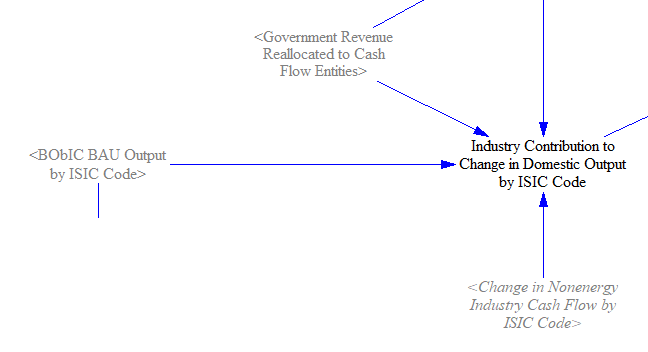 <Government Revenue
Reallocated to Cash
Flow Entities>
<BObIC BAU Output
by ISIC Code>
Industry Contribution to
Change in Domestic Output
by ISIC Code
<Change in Nonenergy
Industry Cash Flow by
ISIC Code>